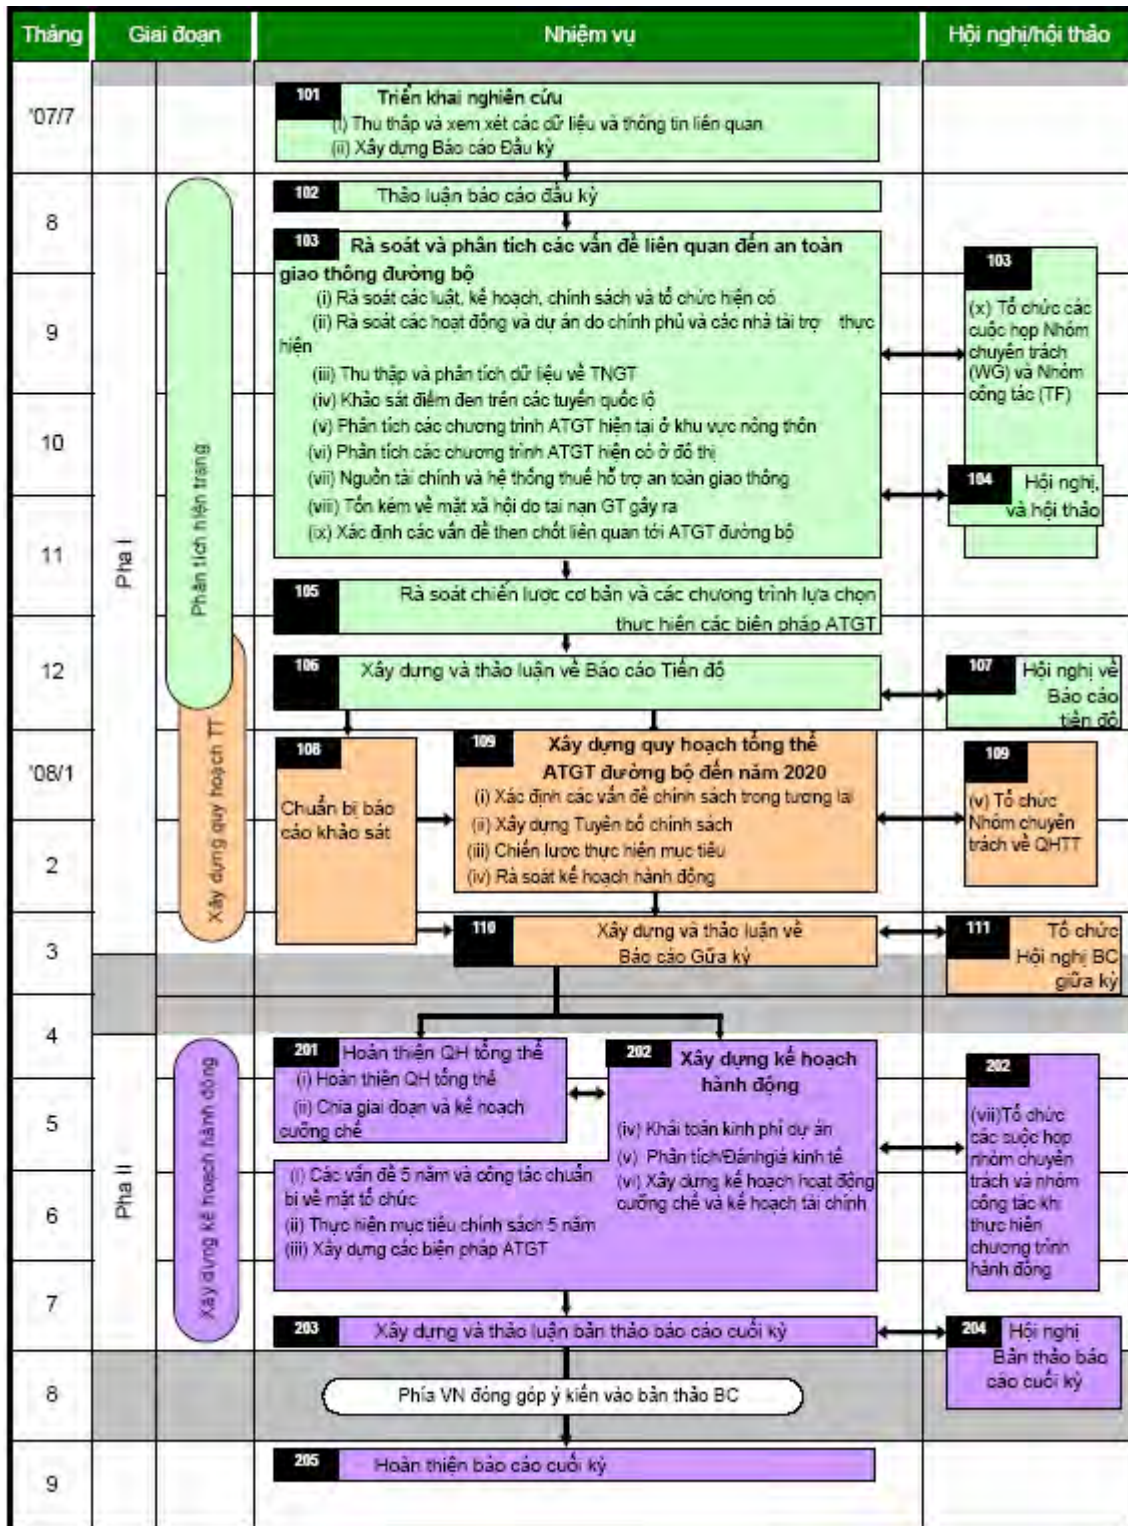 Tháng Giai đoạn Nhiệm vụ Hội nghị/hội thảo
'07/7
8
9
10
11
12
'08/1
2
3
4
5
6
7
8
9
Pha I
Pha II
Phân tích hiện trạng
Xây dựng quy hoạch TT
Xây dựng kế hoạch hành động
101 Triển khai nghiên cứu
(i) Thu thập và xem xét các dữ liệu và thông tin liên quan
(ii) Xây dựng Báo cáo Đầu kỳ
102 Thảo luận báo cáo đầu kỳ
103 Rà soát và phân tích các vấn đề liên quan đến an toàn
giao thông đường bộ
(i) Rà soát các luật, kế hoạch, chính sách và tổ chức hiện có
(ii) Rà soát các hoạt động và dự án do chính phủ và các nhà tài trợ thực
hiện
(iii) Thu thập và phân tích dữ liệu về TNGT
(iv) Khảo sát điểm đen trên các tuyến quốc lộ
(v) Phân tích các chương trình ATGT hiện tại ở khu vực nông thôn
(vi) Phân tích các chương trình ATGT hiện có ở đô thị
(vii) Nguồn tài chính và hệ thống thuế hỗ trợ an toàn giao thông
(viii) Tốn kém về mặt xã hội do tai nạn GT gây ra
(ix) Xác định các vấn đề then chốt liên quan tới ATGT đường bộ
103
(x) Tổ chức các
cuộc họp Nhóm
chuyên trách
(WG) và Nhóm
công tác (TF)
104 Hội nghị,
và hội thảo
105 Rà soát chiến lược cơ bản và các chương trình lựa chọn
thực hiện các biện pháp ATGT
106 Xây dựng và thảo luận về Báo cáo Tiến độ
107 Hội nghị về
Báo cáo
tiến độ
108
Chuẩn bị báo
cáo khảo sát
109 Xây dựng quy hoạch tổng thể
ATGT đường bộ đến năm 2020
(i) Xác định các vấn đề chính sách trong tương lai
(ii) Xây dựng Tuyên bố chính sách
(iii) Chiến lược thực hiện mục tiêu
(iv) Rà soát kế hoạch hành động
109
(v) Tổ chức
Nhóm chuyên
trách về QHTT
110 Xây dựng và thảo luận về
Báo cáo Gữa kỳ
111 Tổ chức
Hội nghị BC
giữa kỳ
201 Hoàn thiện QH tổng thể
(i) Hoàn thiện QH tổng thể
(ii) Chia giai đoạn và kế hoạch
cưỡng chế
202 Xây dựng kế hoạch
hành động
(i) Các vấn đề 5 năm và công tác chuẩn
bị về mặt tổ chức
(ii) Thực hiện mục tiêu chính sách 5 năm
(iii) Xây dựng các biện pháp ATGT
(iv) Khái toán kinh phí dự án
(v) Phân tích/Đánhgiá kinh tế
(vi) Xây dựng kế hoạch hoạt động
cưỡng chế và kế hoạch tài chính
202
(vii)Tổ chức
các suộc họp
nhóm chuyên
trách và nhóm
công tác khi
thực hiện
chương trình
hành động
203 Xây dựng và thảo luận bản thảo báo cáo cuối kỳ
204 Hội nghị
Bản thảo báo
cáo cuối kỳ
Phía VN đóng góp ý kiến vào bản thảo BC
205 Hoàn thiện báo cáo cuối kỳ